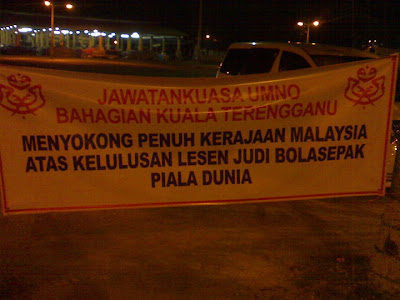 JAWATANKUASA UMNO
BAHAGIAN KUALA TERENGGANU
MENYOKONG PENUH KERAJAAN MALAYSIA
ATAS KELULUSAN LESEN JUDI BOLASEPAK
PIALA DUNIA